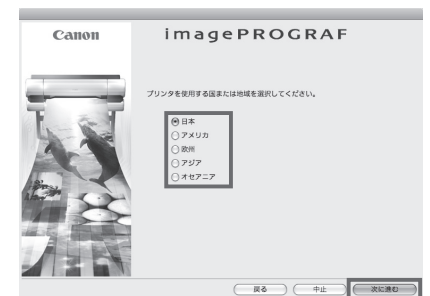 Canon
imagePROGRAF
プリンタを使用する国または地域を選択してください。
日本
アメリカ
欧州
アジア
オセアニア
戻る 中止 次に進む